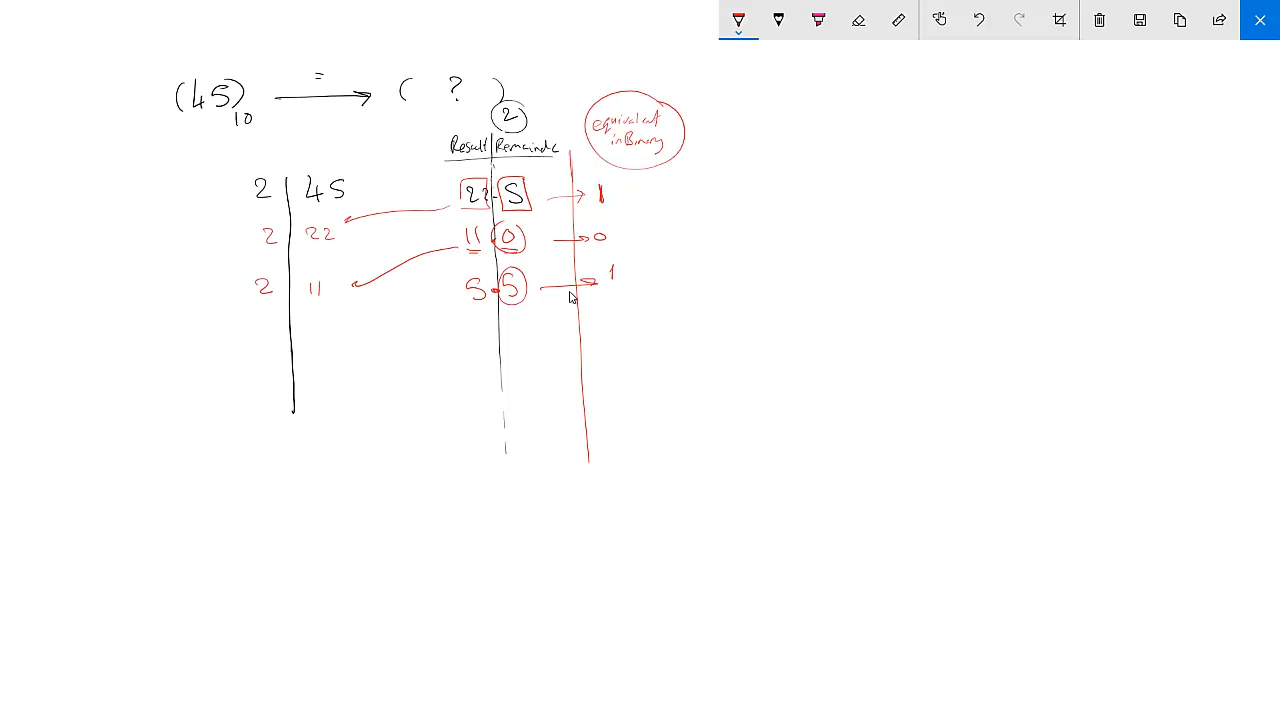 (45)10 = ( ? )2
Result Remainde
equivalent
in Binary
2 45 22. 5 1
2 22 11. 0 0
2 11 5. 5 1